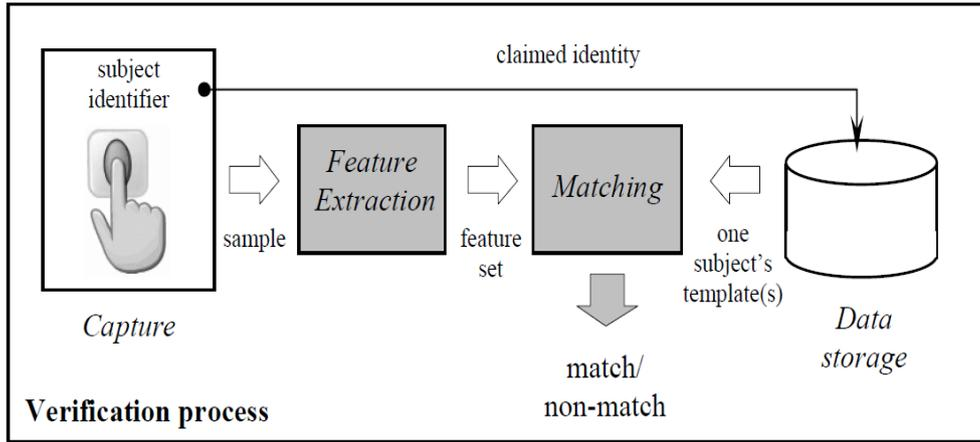 claimed identity
subject
identifier
Feature
Extraction
Matching
sample
feature
set
one
subject's
template(s)
Capture
Data
storage
match/
non-match
Verification process